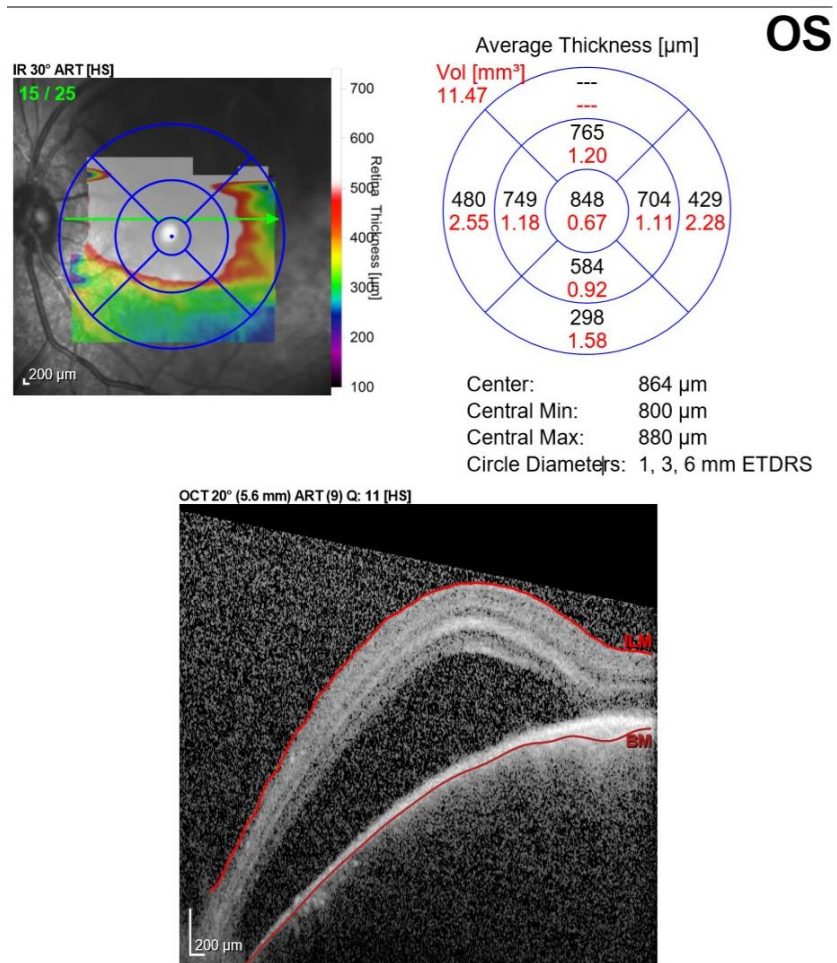 OS
IR 30° ART [HS]
15 / 25
200 µm
700
600
500
400
300
200
100
Retina Thickness [µm]
Average Thickness [µm]
Vol [mm³]
11.47
---
---
765
1.20
480 749 848 704 429
2.55 1.18 0.67 1.11 2.28
584
0.92
298
1.58
Center: 864 µm
Central Min: 800 µm
Central Max: 880 µm
Circle Diameters: 1, 3, 6 mm ETDRS
OCT 20° (5.6 mm) ART (9) Q: 11 [HS]
ILM
BM
200 µm